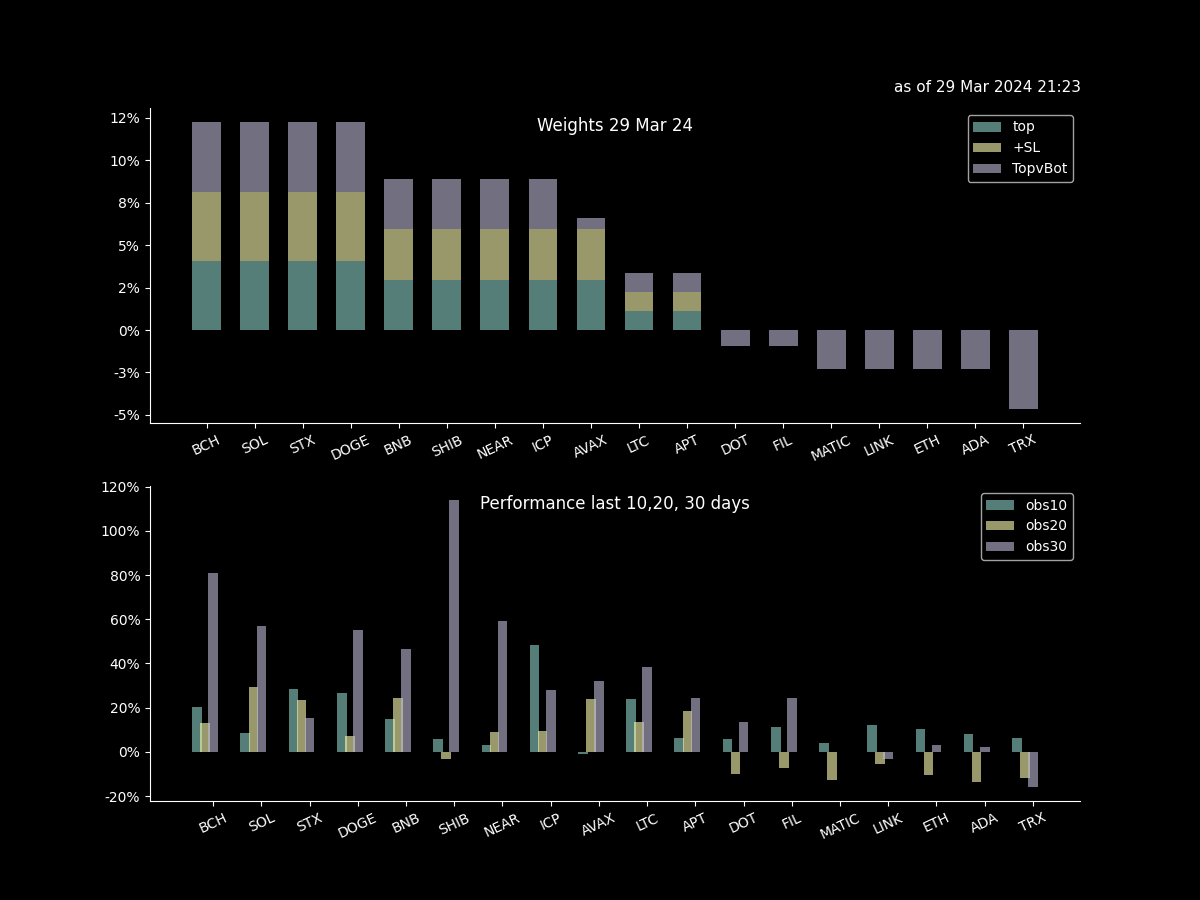 as of 29 Mar 2024 21:23
Weights 29 Mar 24
top
+SL
TopvBot
12%
10%
8%
5%
2%
0%
-3%
-5%
BCH SOL STX DOGE BNB SHIB NEAR ICP AVAX LTC APT DOT FIL MATIC LINK ETH ADA TRX
Performance last 10,20, 30 days
obs10
obs20
obs30
120%
100%
80%
60%
40%
20%
0%
-20%
BCH SOL STX DOGE BNB SHIB NEAR ICP AVAX LTC APT DOT FIL MATIC LINK ETH ADA TRX